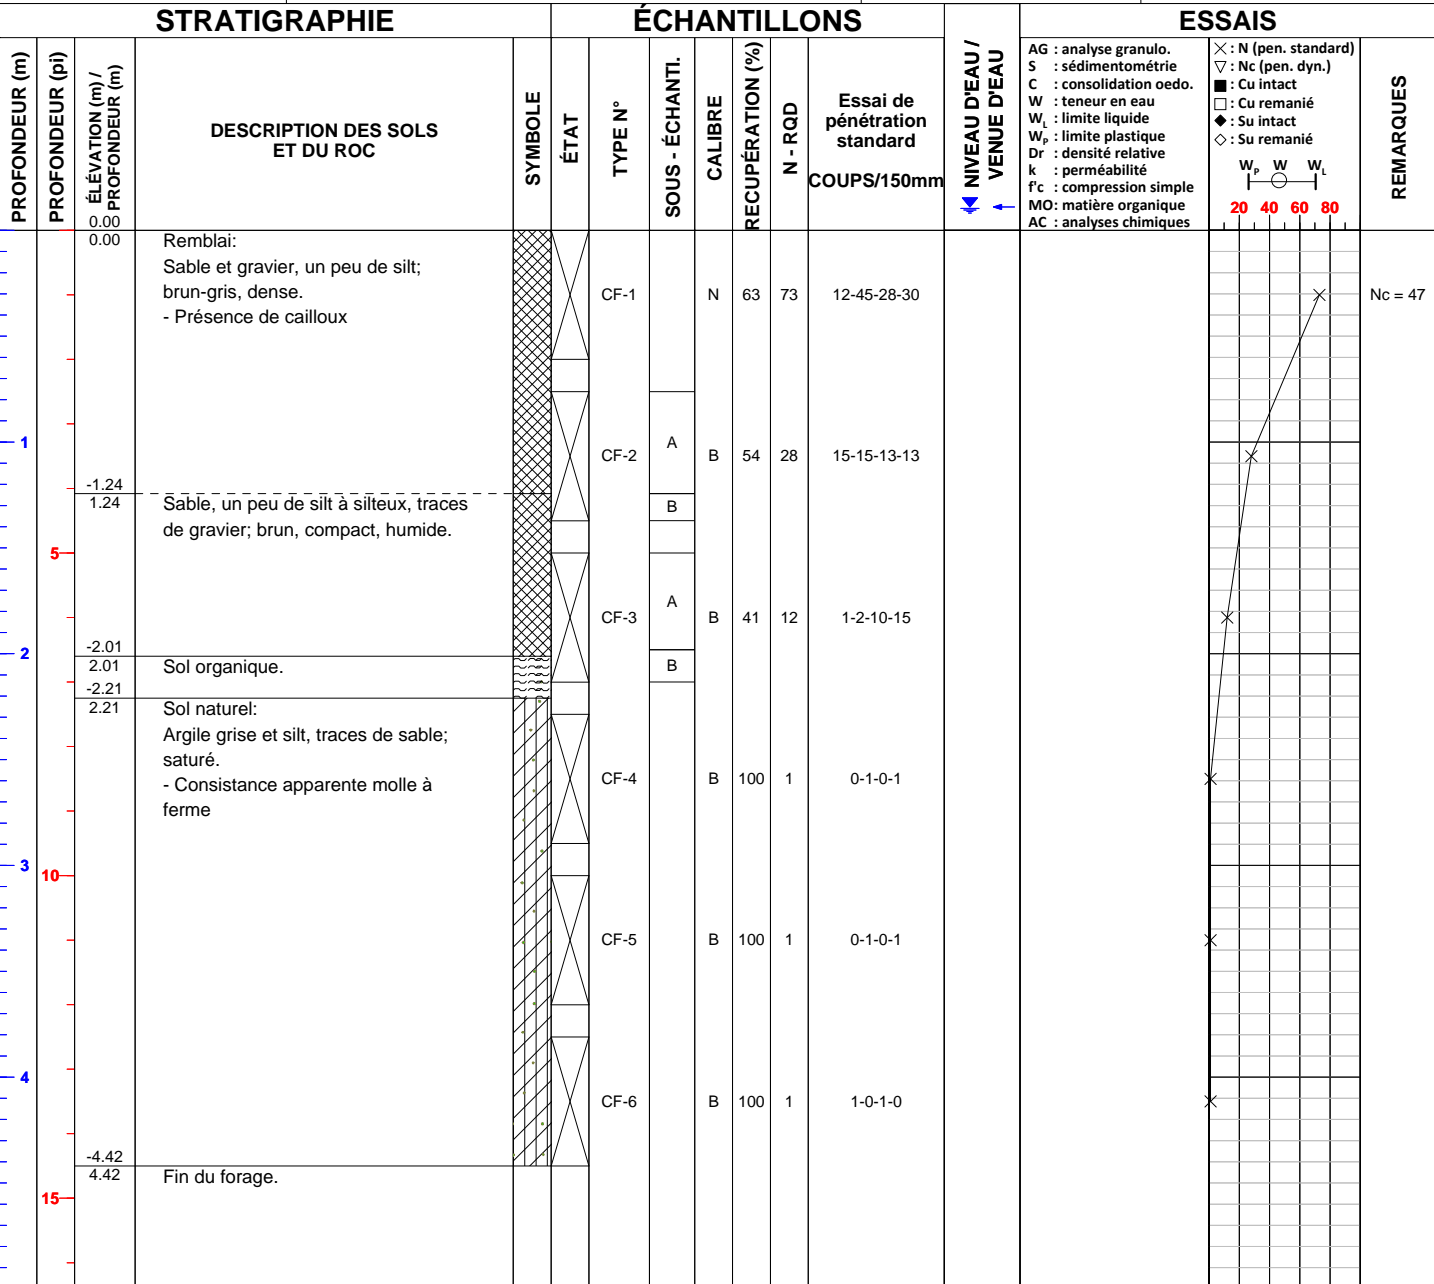 STRATIGRAPHIE
ÉCHANTILLONS
ESSAIS
PROFONDEUR (m)
PROFONDEUR (pi)
ÉLÉVATION (m) /
PROFONDEUR (m)
DESCRIPTION DES SOLS
ET DU ROC
SYMBOLE
ÉTAT
TYPE N°
SOUS - ÉCHANTI.
CALIBRE
RECUPÉRATION (%)
N - RQD
Essai de
pénétration
standard
COUPS/150mm
NIVEAU D'EAU /
VENUE D'EAU
AG : analyse granulo.
S : sédimentométrie
C : consolidation oedo.
W : teneur en eau
WL : limite liquide
WP : limite plastique
Dr : densité relative
k : perméabilité
f'c : compression simple
MO: matière organique
AC : analyses chimiques
: N (pen. standard)
: Nc (pen. dyn.)
: Cu intact
: Cu remanié
: Su intact
: Su remanié
WP W WL
20 40 60 80
REMARQUES
0.00
0.00
Remblai:
Sable et gravier, un peu de silt;
brun-gris, dense.
- Présence de cailloux
CF-1 N 63 73 12-45-28-30 Nc = 47
1
CF-2 A B 54 28 15-15-13-13
-1.24
1.24
Sable, un peu de silt à silteux, traces
de gravier; brun, compact, humide.
B
5
CF-3 A B 41 12 1-2-10-15
2
-2.01
2.01
Sol organique.
B
-2.21
2.21
Sol naturel:
Argile grise et silt, traces de sable;
saturé.
- Consistance apparente molle à
ferme
CF-4 B 100 1 0-1-0-1
3
10
CF-5 B 100 1 0-1-0-1
4
CF-6 B 100 1 1-0-1-0
-4.42
4.42
Fin du forage.
15